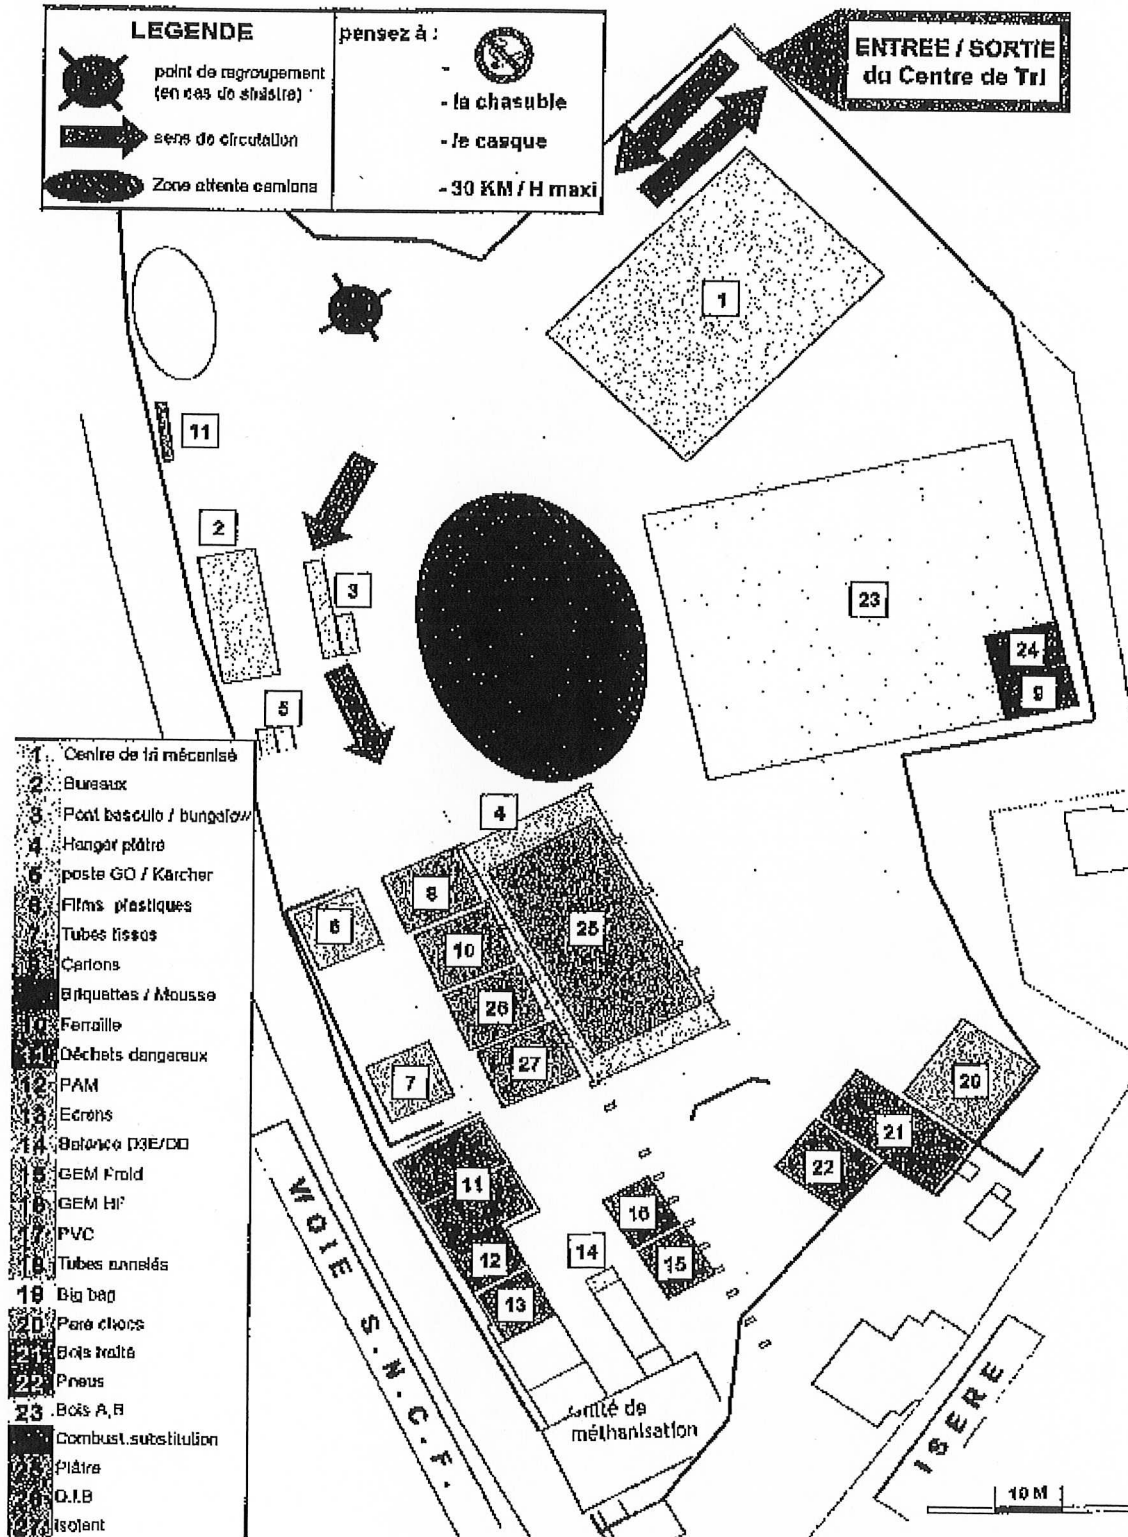 LEGENDE
point de regroupement
(en cas de sinistre)
sens de circulation
Zone attente camions
pensez à :
-
- la chasuble
- le casque
- 30 KM / H maxi
ENTREE / SORTIE
du Centre de Tri
1
11
2
3
23
24
9
5
4
8
6
25
10
26
27
7
20
21
22
11
16
14
15
12
13
1 Centre de tri mécanisé
2 Bureaux
3 Pont bascule / bungalow
4 Hangar plâtre
5 poste GO / Karcher
6 Films plastiques
7 Tubes tissos
8 Cartons
Briquettes / Mousse
10 Ferraille
11 Déchets dangereux
12 PAM
13 Ecrans
14 Balance D3E/DD
15 GEM Froid
16 GEM HF
17 PVC
18 Tubes annelés
19 Big bag
20 Pare chocs
21 Bois traité
22 Pneus
23 Bois A,B
Combust.substitution
25 Plâtre
26 D.I.B
27 Isolant
VOIE S.N.C.F.
Unité de
méthanisation
ISERE
10 M